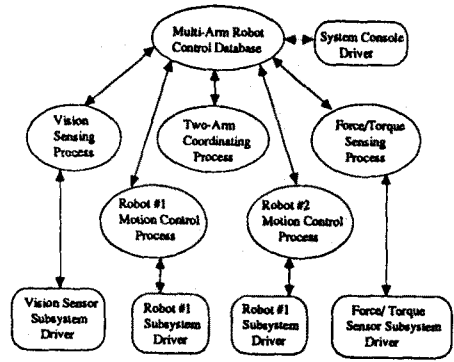 Multi-Arm Robot
Control Database
System Console
Driver
Vision
Sensing
Process
Two-Arm
Coordinating
Process
Force/Torque
Sensing
Process
Robot #1
Motion Control
Process
Robot #2
Motion Control
Process
Vision Sensor
Subsystem
Driver
Robot #1
Subsystem
Driver
Robot #1
Subsystem
Driver
Force/ Torque
Sensor Subsystem
Driver